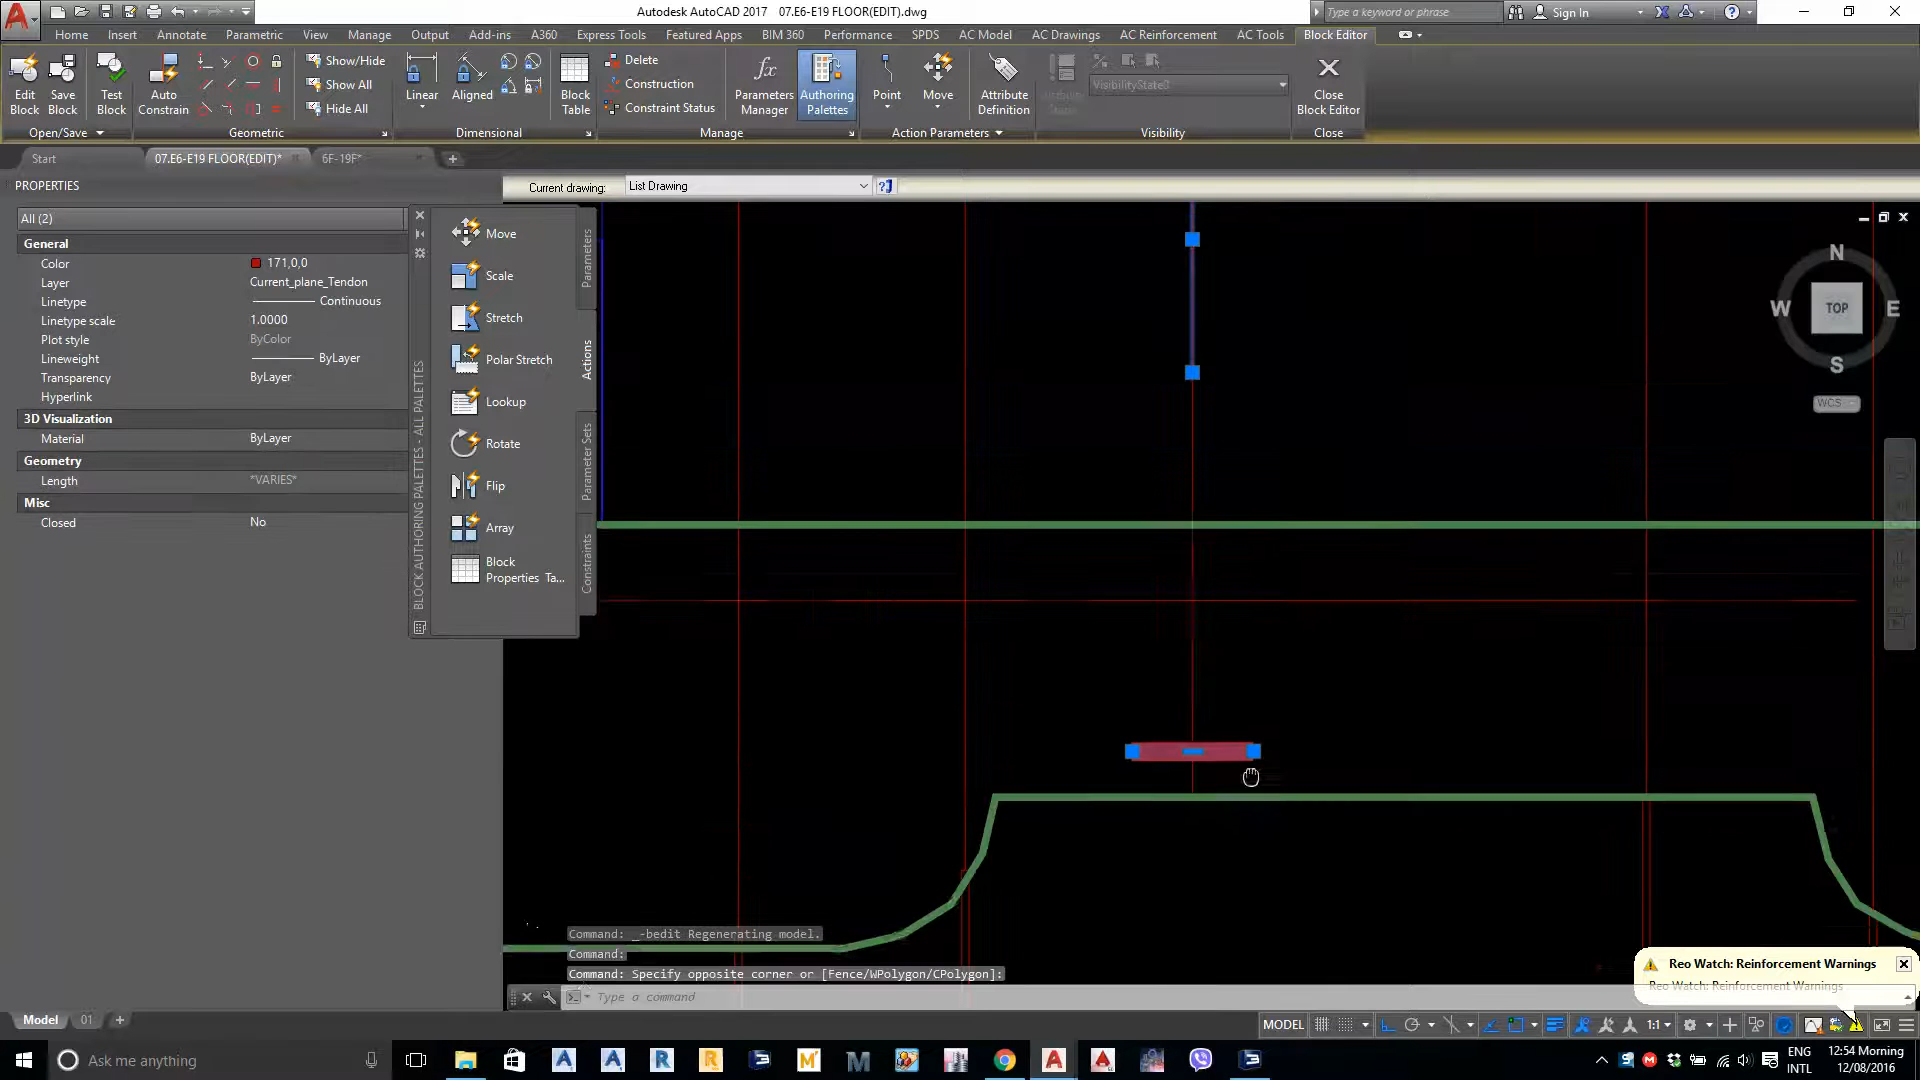 Autodesk AutoCAD 2017 07.E6-E19 FLOOR(EDIT).dwg
Type a keyword or phrase
Sign In
Home Insert Annotate Parametric View Manage Output Add-ins A360 Express Tools Featured Apps BIM 360 Performance SPDS AC Model AC Drawings AC Reinforcement AC Tools Block Editor
Edit Block
Save Block
Test Block
Auto Constrain
Show/Hide
Show All
Hide All
Linear
Aligned
Block Table
Delete
Construction
Constraint Status
Parameters Manager
Authoring Palettes
Point
Move
Attribute Definition
VisibilityState0
Close Block Editor
Open/Save Geometric Dimensional Manage Action Parameters Visibility Close
Start
07.E6-E19 FLOOR(EDIT)*
6F-19F*
PROPERTIES
Current drawing: List Drawing
All (2)
General
Color 171,0,0
Layer Current_plane_Tendon
Linetype Continuous
Linetype scale 1.0000
Plot style ByColor
Lineweight ByLayer
Transparency ByLayer
Hyperlink
3D Visualization
Material ByLayer
Geometry
Length *VARIES*
Misc
Closed No
Move
Scale
Stretch
Polar Stretch
Lookup
Rotate
Flip
Array
Block Properties Ta...
Parameters
Actions
Parameter Sets
Constraints
BLOCK AUTHORING PALETTES - ALL PALETTES
N
W TOP E
S
WCS
Command: _-bedit Regenerating model.
Command:
Command: Specify opposite corner or [Fence/WPolygon/CPolygon]:
Type a command
Reo Watch: Reinforcement Warnings
Reo Watch: Reinforcement Warnings
Model 01
MODEL
1:1
Ask me anything
ENG
INTL
12:54 Morning
12/08/2016